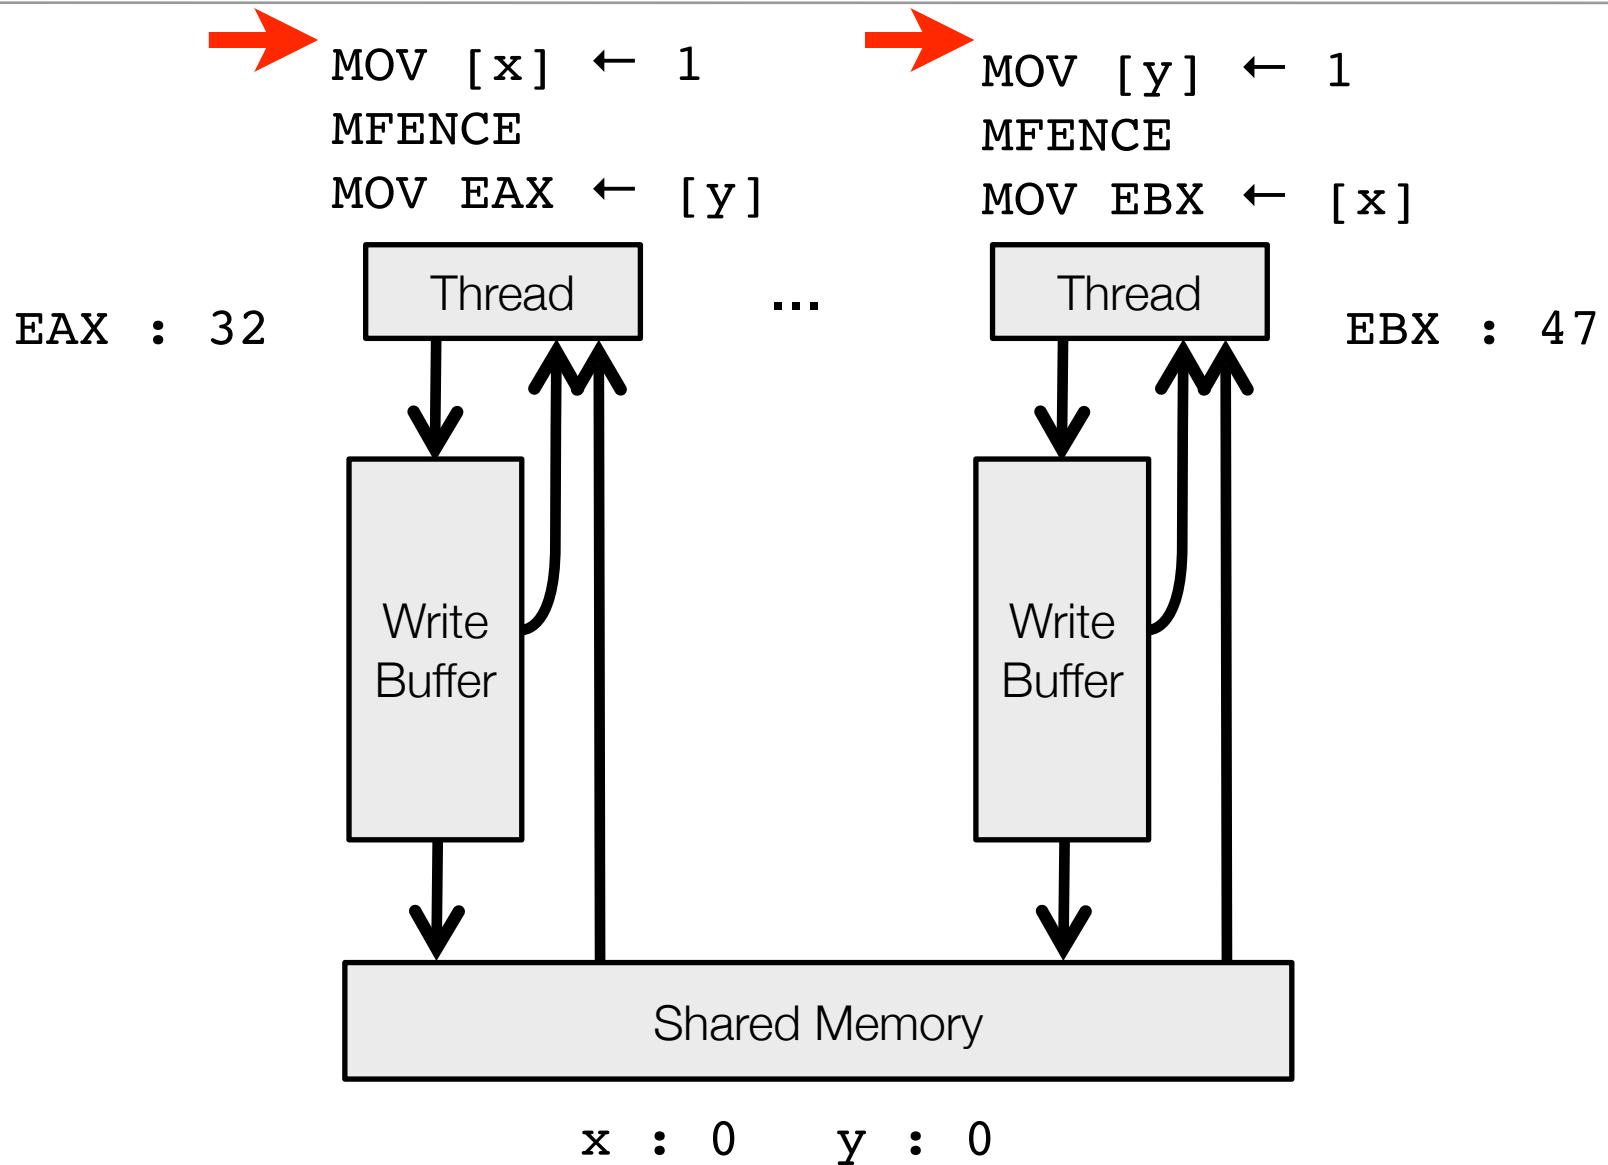 MOV [x] ← 1
MFENCE
MOV EAX ← [y]
MOV [y] ← 1
MFENCE
MOV EBX ← [x]
Thread
...
Thread
EAX : 32
EBX : 47
Write
Buffer
Write
Buffer
Shared Memory
x : 0 y : 0